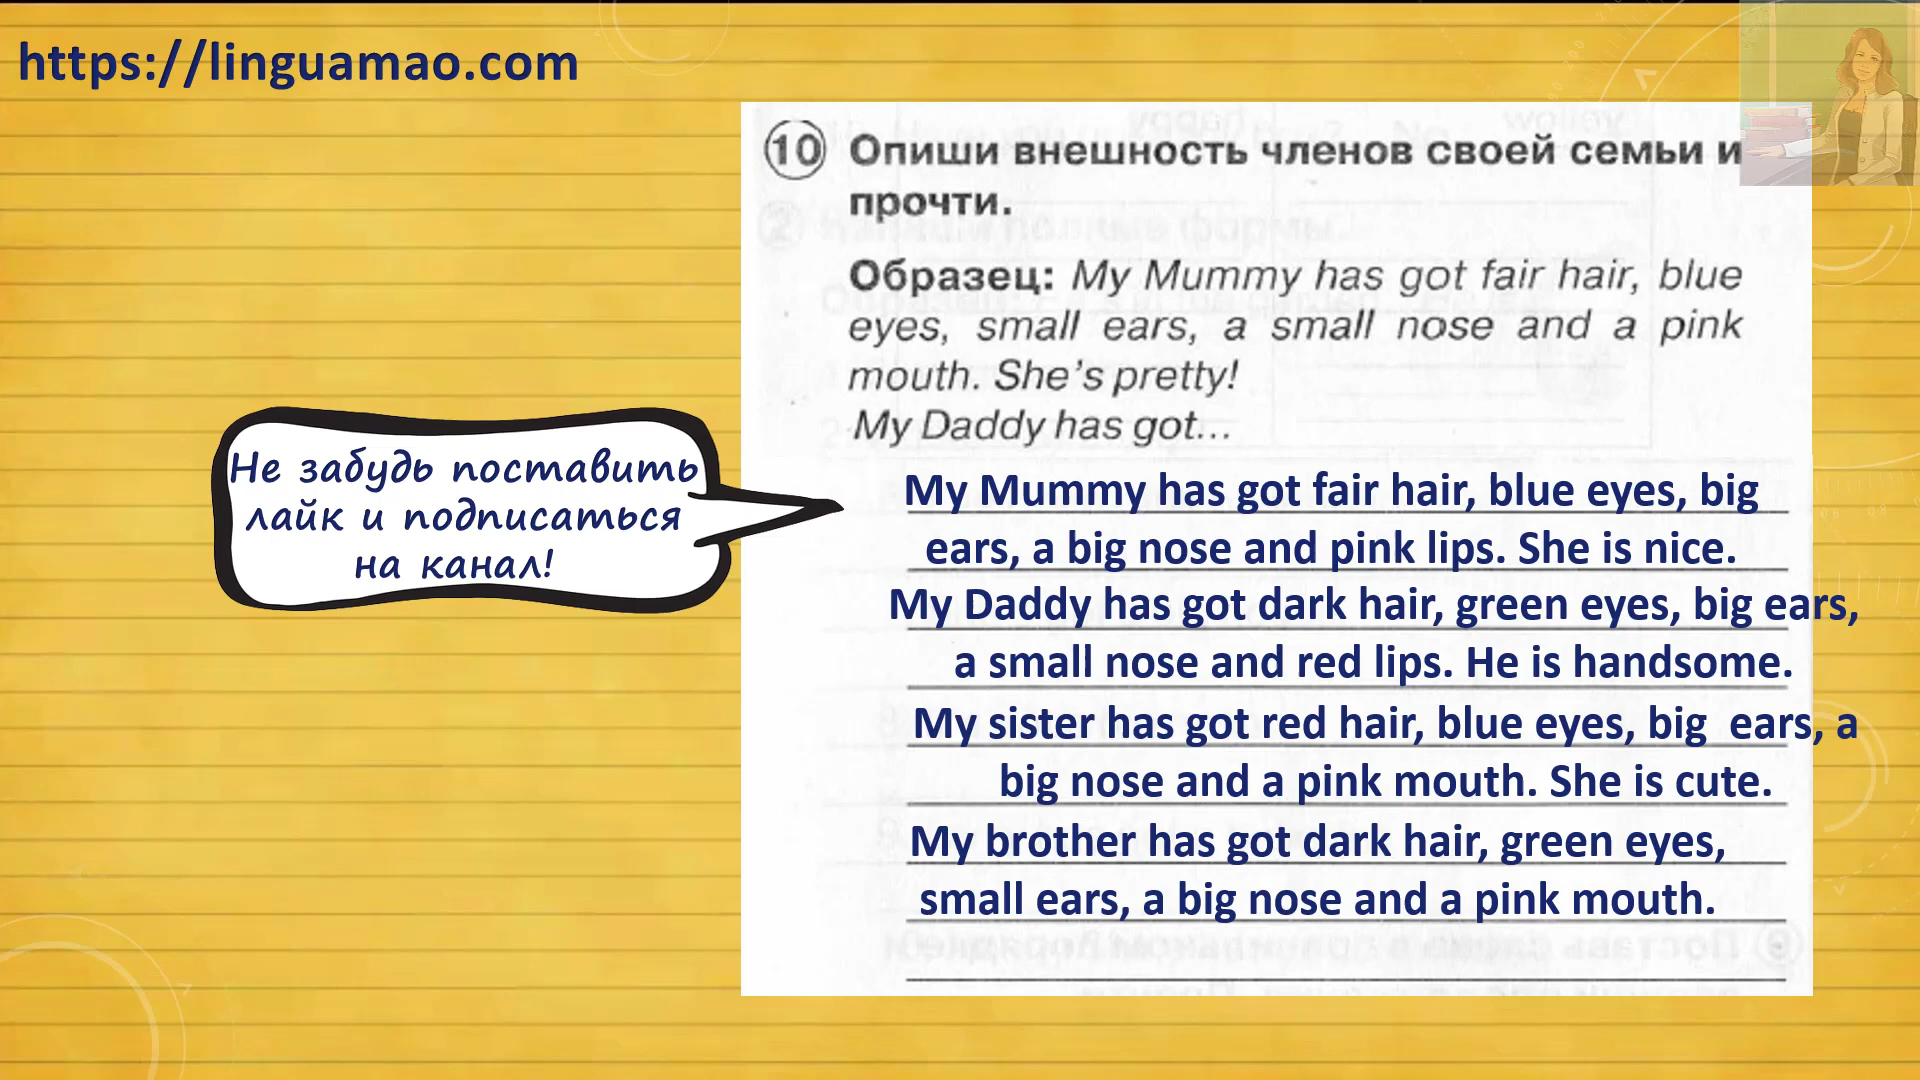 https://linguamao.com
10 Опиши внешность членов своей семьи и
прочти.
Образец: My Mummy has got fair hair, blue
eyes, small ears, a small nose and a pink
mouth. She's pretty!
My Daddy has got...
Не забудь поставить
лайк и подписаться
на канал!
My Mummy has got fair hair, blue eyes, big
ears, a big nose and pink lips. She is nice.
My Daddy has got dark hair, green eyes, big ears,
a small nose and red lips. He is handsome.
My sister has got red hair, blue eyes, big ears, a
big nose and a pink mouth. She is cute.
My brother has got dark hair, green eyes,
small ears, a big nose and a pink mouth.